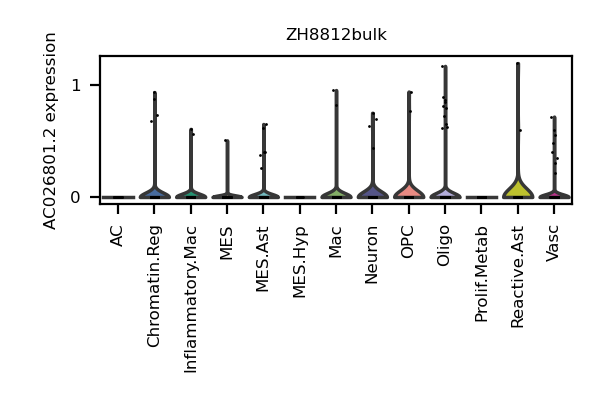 ZH8812bulk
AC026801.2 expression
1
0
AC
Chromatin.Reg
Inflammatory.Mac
MES
MES.Ast
MES.Hyp
Mac
Neuron
OPC
Oligo
Prolif.Metab
Reactive.Ast
Vasc